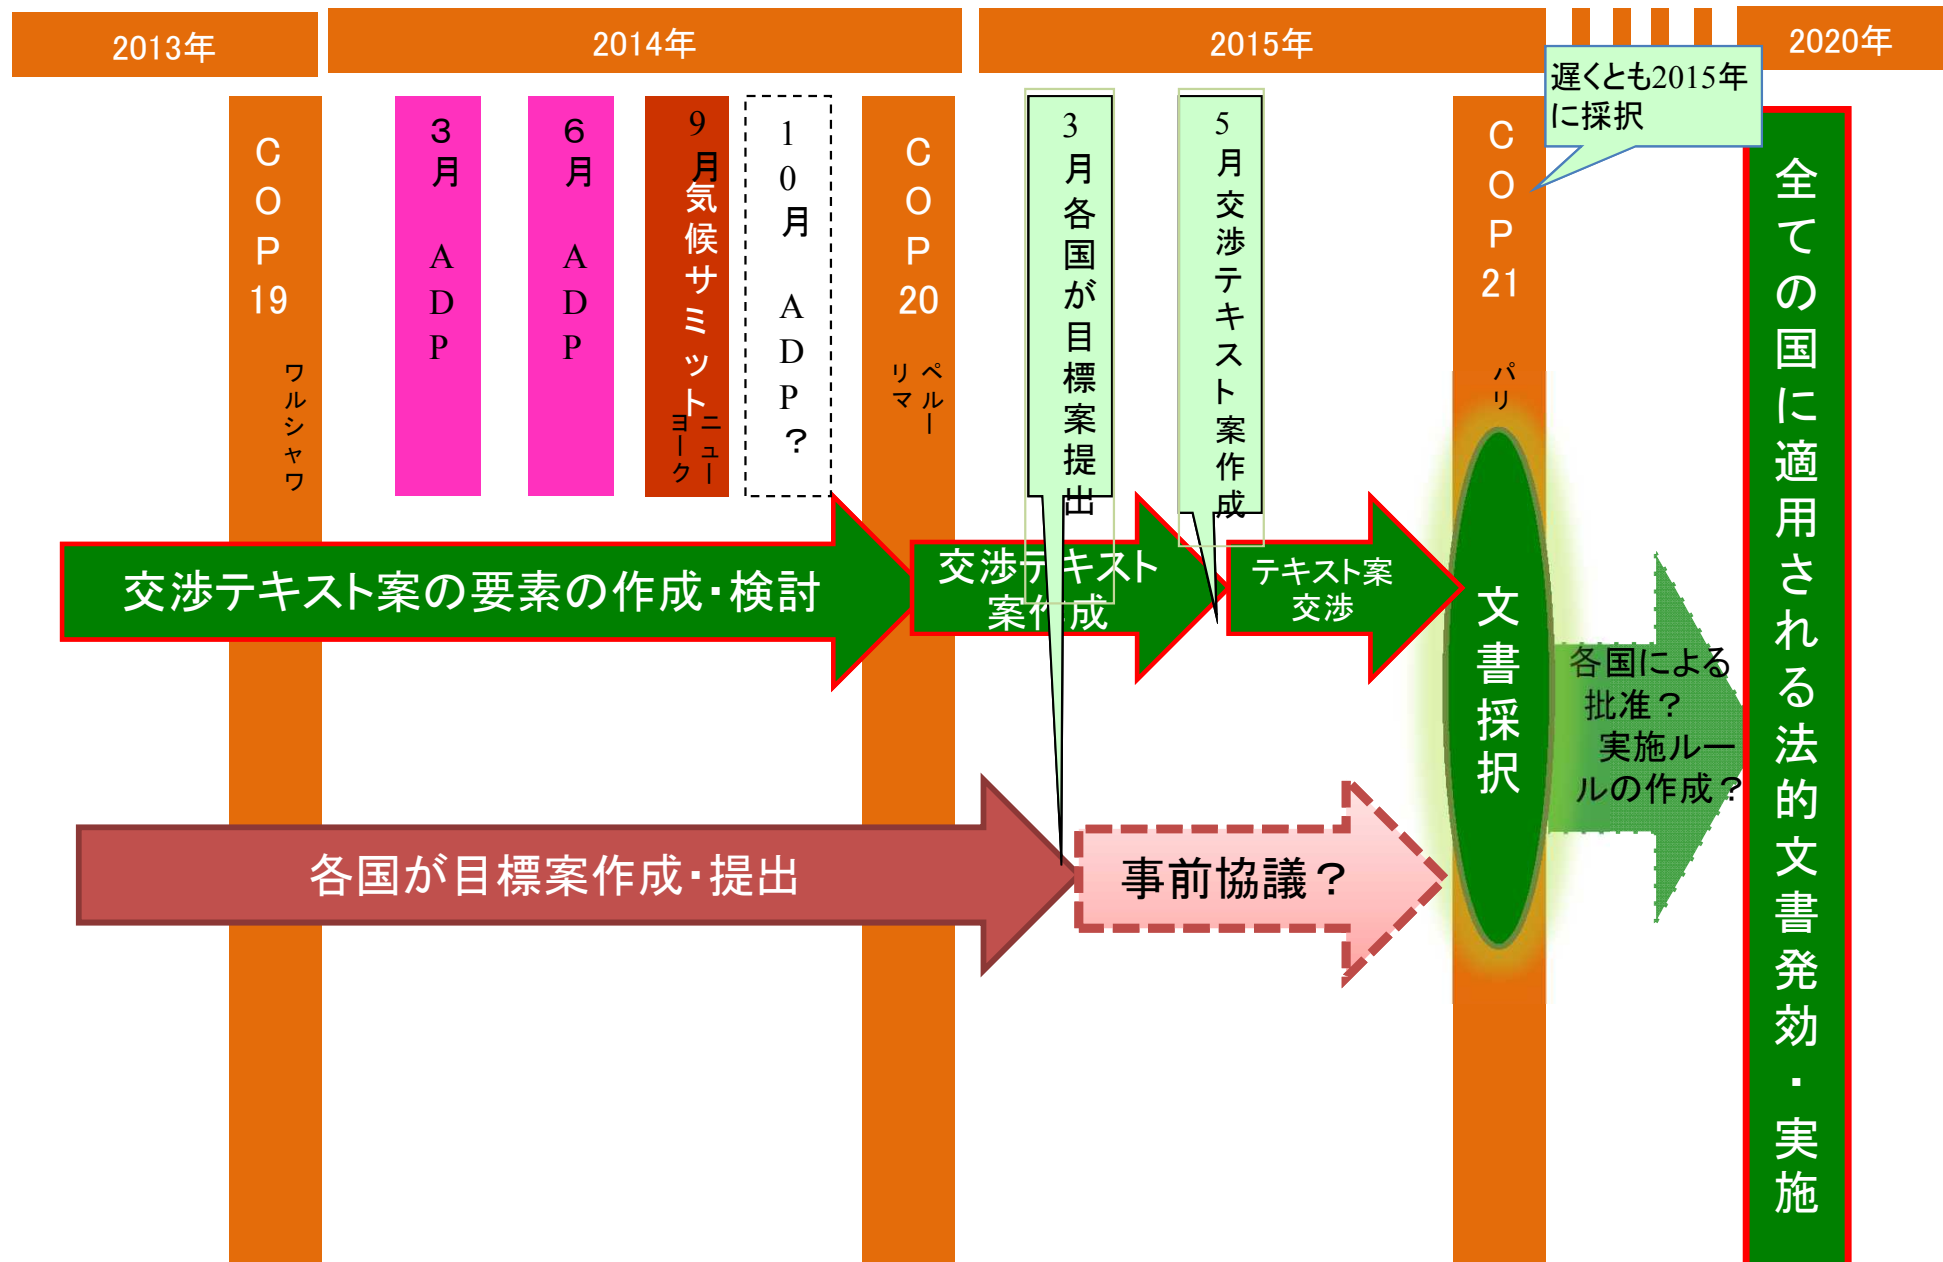 2013年
2014年
2015年
2020年
遅くとも2015年
に採択
COP19
ワルシャワ
3月 ADP
6月 ADP
9月
気候サミット
ニュー
ヨーク
10月 ADP?
COP20
ペルー
リマ
3月各国が目標案提出
5月交渉テキスト案作成
COP21
パリ
交渉テキスト案の要素の作成・検討
交渉テキスト
案作成
テキスト案
交渉
文書採択
各国による
批准?
実施ルー
ルの作成?
各国が目標案作成・提出
事前協議?
全ての国に適用される法的文書発効・実施